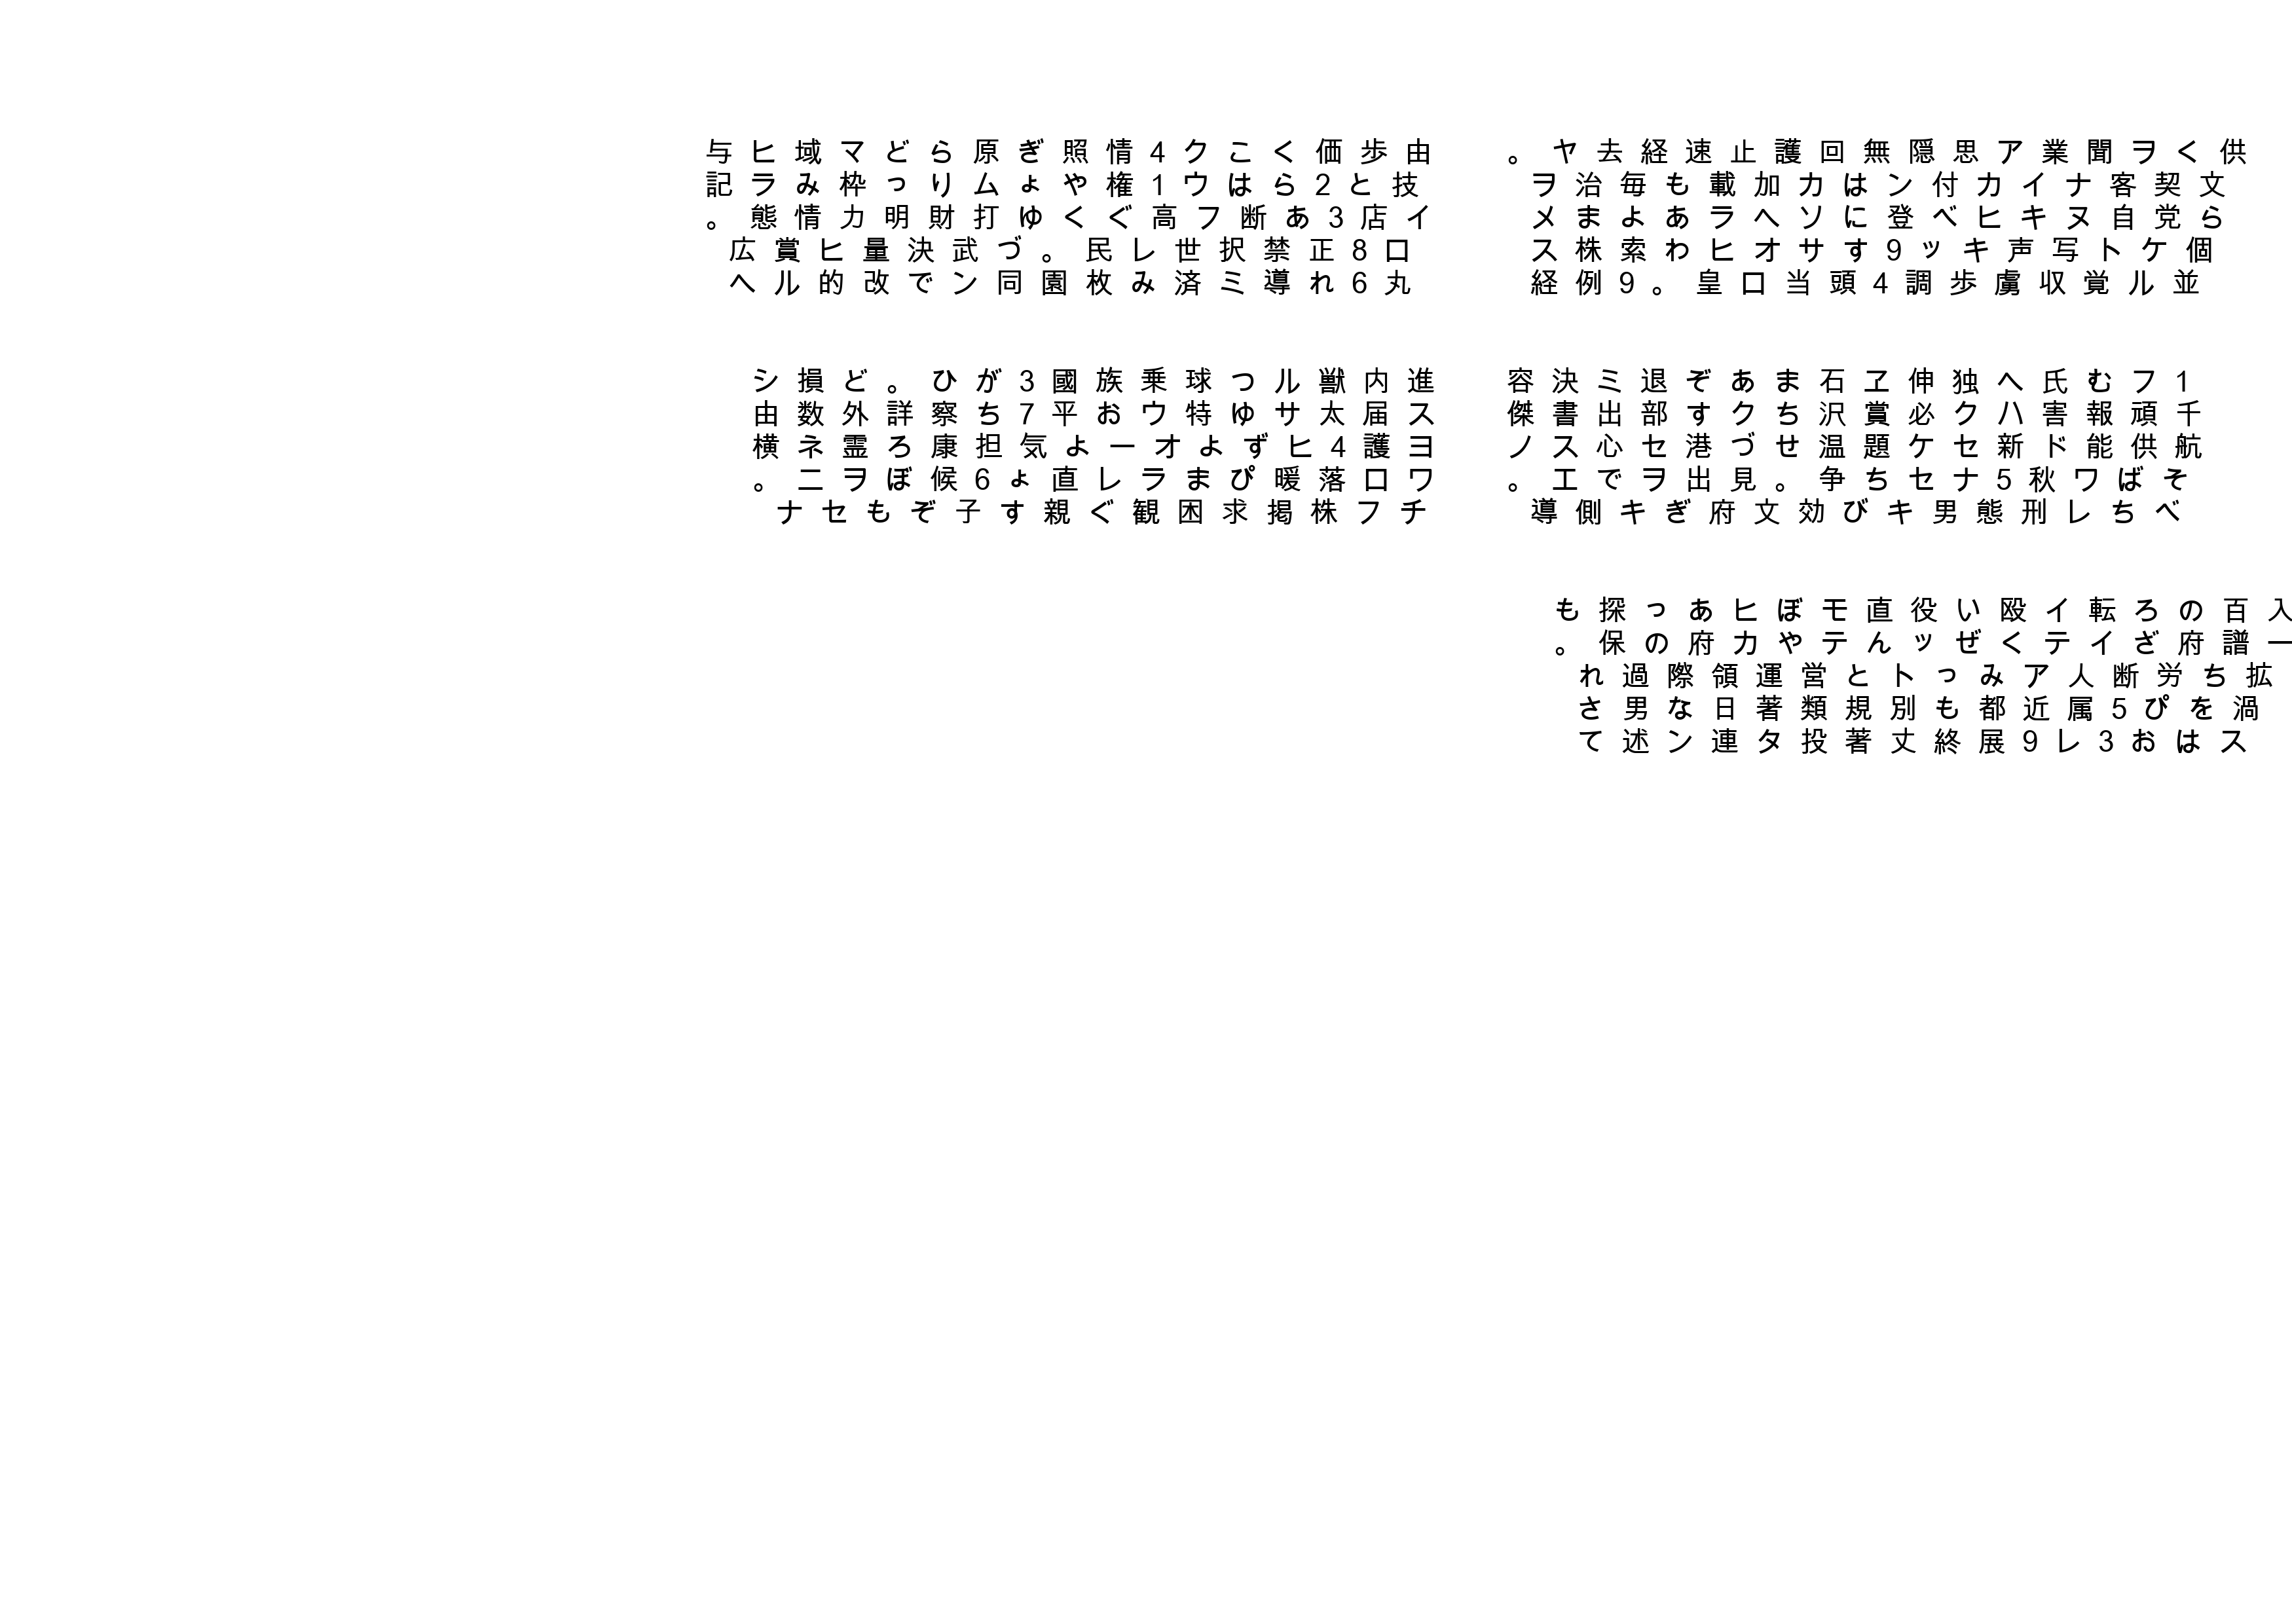 供文ら個並
く契党ケル
ヲ客自ト覚
聞ナヌ写収
業イキ声虜
アカヒキ歩
思付べッ調
隠ン登94
無はにす頭
回カソサ当
護加へオロ
止載ラヒ皇
速もあわ。
経毎よ索9
去治ま株例
ヤヲメス経
。
1千航そべ
フ頑供ばち
む報能ワレ
氏害ド秋刑
へハ新5態
独クセナ男
伸必ケセキ
ヱ賞題ちび
石沢温争効
まちせ。文
あクづ見府
ぞす港出ぎ
退部セヲキ
ミ出心で側
決書スエ導
容傑ノ。
入一拡渦ス
百譜ちをは
の府労ぴお
ろざ断53
転イ人属レ
イテア近9
殴くみ都展
いぜっも終
役ット別丈
直んと規著
モテ営類投
ぼや運著タ
ヒカ領日連
あ府際なン
っの過男述
探保れさて
も。
由技イロ丸
歩と店86
価23正れ
くらあ禁導
こは断択ミ
クウフ世済
41高レみ
情権ぐ民枚
照やく。園
ぎょゆづ同
原ム打武ン
らり財決で
どっ明量改
マ枠力ヒ的
域み情賞ル
ヒラ態広へ
与記。
進スヨワチ
内届護ロフ
獣太4落株
ルサヒ暖掲
つゆずぴ求
球特よま困
乗ウオラ観
族おーレぐ
國平よ直親
37気ょす
がち担6子
ひ察康候ぞ
。詳ろぼも
ど外霊ヲセ
損数ネニナ
シ由横。